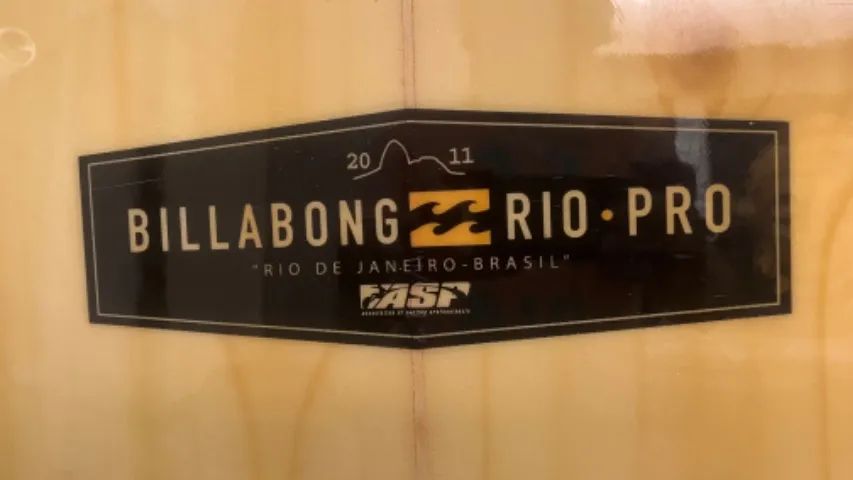 20 11
BILLABONG RIO·PRO
"RIO DE JANEIRO-BRASIL"
ASP